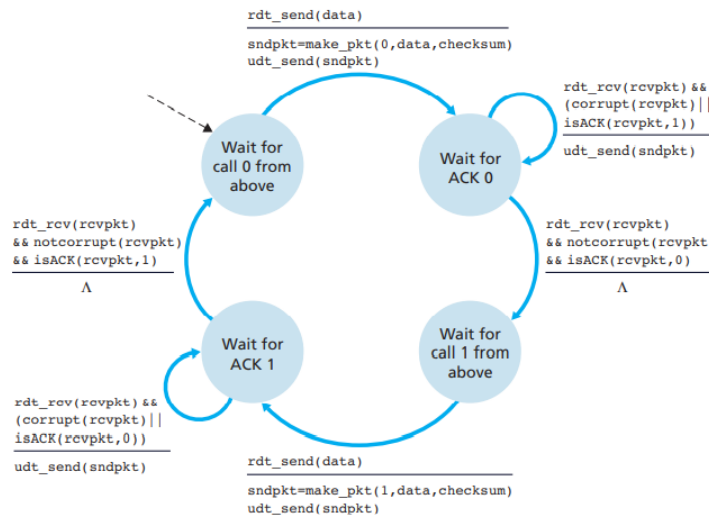 rdt_send(data)
sndpkt=make_pkt(0,data,checksum)
udt_send(sndpkt)
rdt_rcv(rcvpkt) &&
(corrupt(rcvpkt)||
isACK(rcvpkt,1))
udt_send(sndpkt)
Wait for
call 0 from
above
Wait for
ACK 0
rdt_rcv(rcvpkt)
&& notcorrupt(rcvpkt)
&& isACK(rcvpkt,1)
Λ
rdt_rcv(rcvpkt)
&& notcorrupt(rcvpkt
&& isACK(rcvpkt,0)
Λ
Wait for
ACK 1
Wait for
call 1 from
above
rdt_rcv(rcvpkt) &&
(corrupt(rcvpkt)||
isACK(rcvpkt,0))
udt_send(sndpkt)
rdt_send(data)
sndpkt=make_pkt(1,data,checksum)
udt_send(sndpkt)